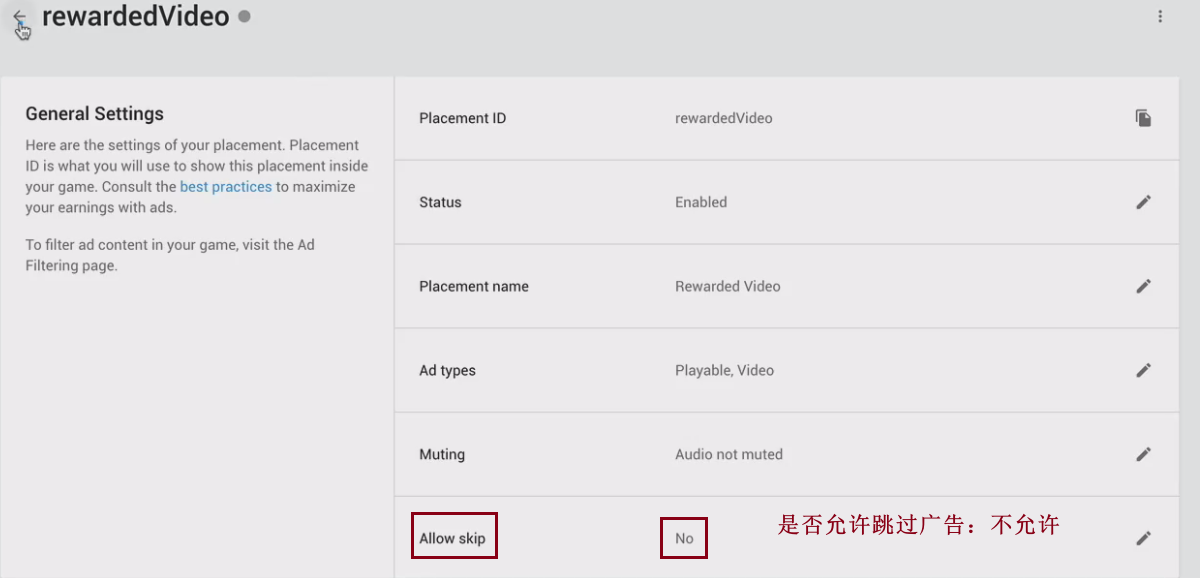 rewardedVideo
General Settings
Here are the settings of your placement. Placement
ID is what you will use to show this placement inside
your game. Consult the best practices to maximize
your earnings with ads.
To filter ad content in your game, visit the Ad
Filtering page.
Placement ID rewardedVideo
Status Enabled
Placement name Rewarded Video
Ad types Playable, Video
Muting Audio not muted
Allow skip No 是否允许跳过广告：不允许